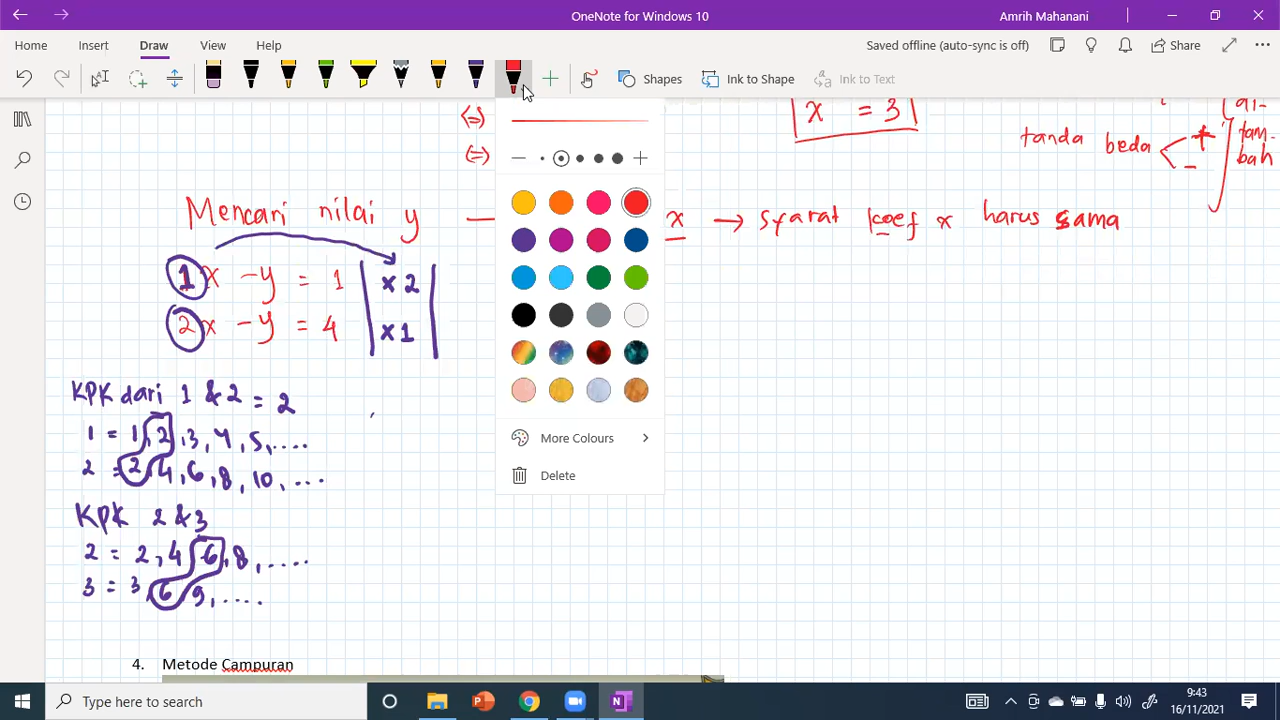 OneNote for Windows 10
Amrih Mahanani
Home Insert Draw View Help
Saved offline (auto-sync is off)
Share
Shapes
Ink to Shape
Ink to Text
(=)
x = 3
(=)
tanda beda < +
-
tam-
bah
Mencari nilai y — x → syarat koef x harus sama
1x - y = 1 | x 2 |
2x - y = 4 | x 1 |
KPK dari 1 & 2 = 2
1 = 1, 2, 3, 4, 5, ....
2 = 2, 4, 6, 8, 10, ...
KPK 2 & 3
2 = 2, 4, 6, 8, ....
3 = 3, 6, 9, ....
More Colours
Delete
4. Metode Campuran
Type here to search
9:43
16/11/2021